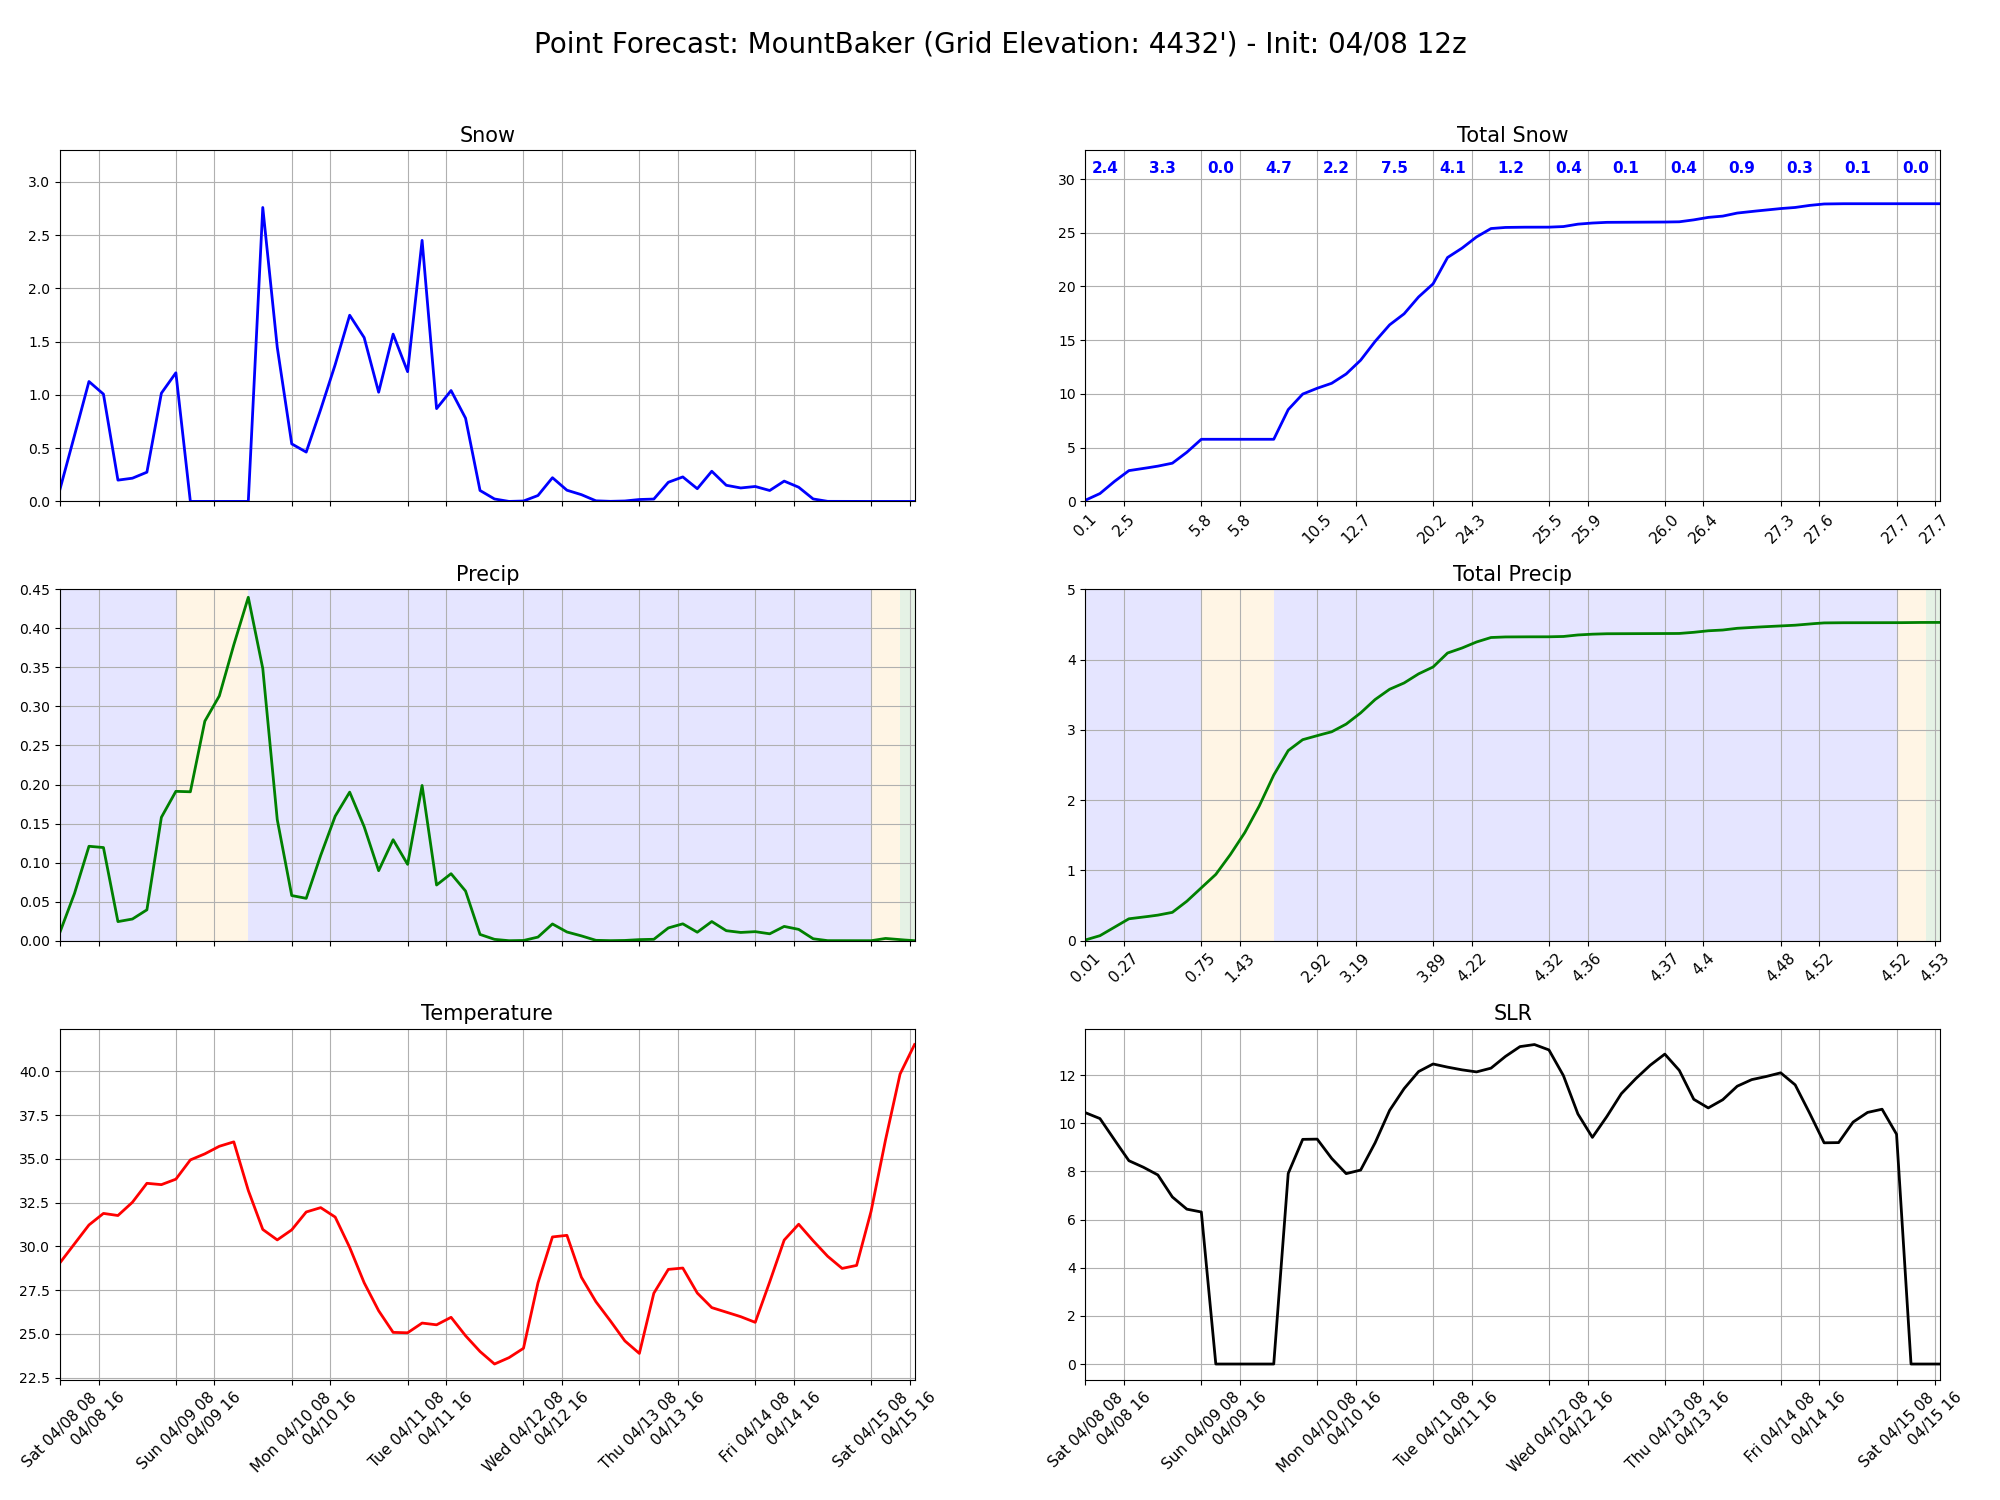 Point Forecast: MountBaker (Grid Elevation: 4432') - Init: 04/08 12z
Snow
3.0
2.5
2.0
1.5
1.0
0.5
0.0
Total Snow
2.4 3.3 0.0 4.7 2.2 7.5 4.1 1.2 0.4 0.1 0.4 0.9 0.3 0.1 0.0
30
25
20
15
10
5
0
0.1 2.5 5.8 5.8 10.5 12.7 20.2 24.3 25.5 25.9 26.0 26.4 27.3 27.6 27.7 27.7
Precip
0.45
0.40
0.35
0.30
0.25
0.20
0.15
0.10
0.05
0.00
Total Precip
5
4
3
2
1
0
0.01 0.27 0.75 1.43 2.92 3.19 3.89 4.22 4.32 4.36 4.37 4.4 4.48 4.52 4.52 4.53
Temperature
40.0
37.5
35.0
32.5
30.0
27.5
25.0
22.5
Sat 04/08 08
04/08 16
Sun 04/09 08
04/09 16
Mon 04/10 08
04/10 16
Tue 04/11 08
04/11 16
Wed 04/12 08
04/12 16
Thu 04/13 08
04/13 16
Fri 04/14 08
04/14 16
Sat 04/15 08
04/15 16
SLR
12
10
8
6
4
2
0
Sat 04/08 08
04/08 16
Sun 04/09 08
04/09 16
Mon 04/10 08
04/10 16
Tue 04/11 08
04/11 16
Wed 04/12 08
04/12 16
Thu 04/13 08
04/13 16
Fri 04/14 08
04/14 16
Sat 04/15 08
04/15 16